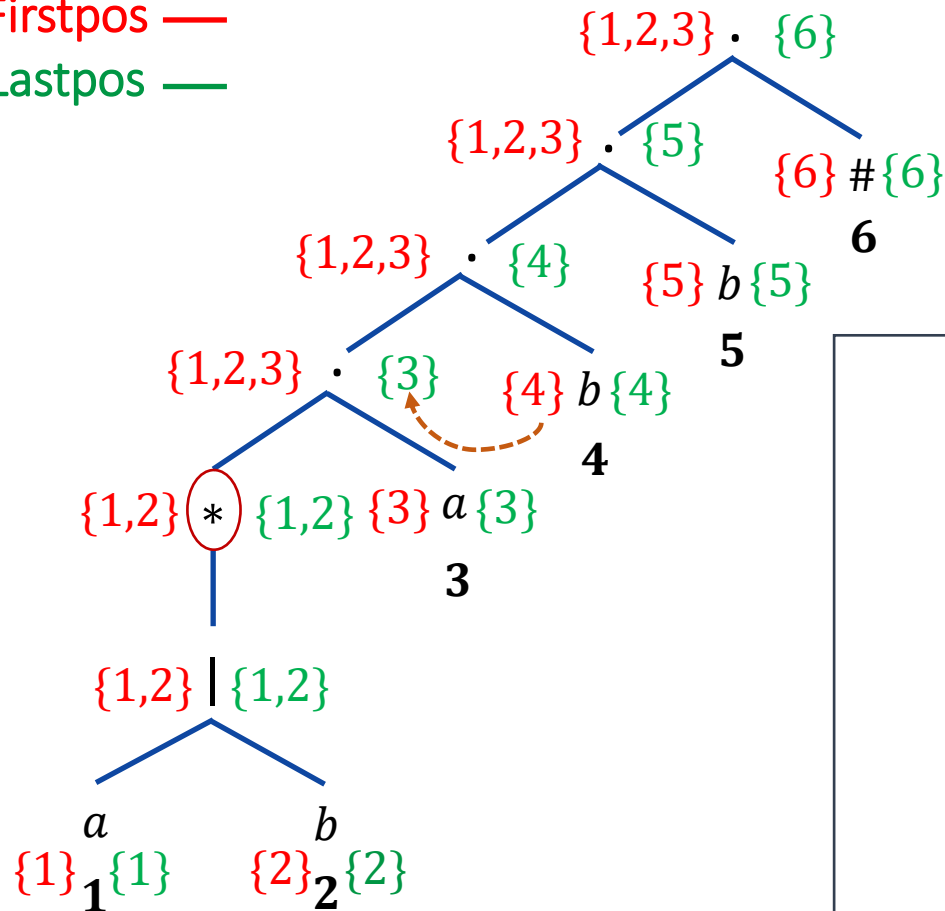 Firstpos
Lastpos
{1,2,3} · {6}
{1,2,3} · {5}
{6} # {6}
6
{1,2,3} · {4}
{5} b {5}
5
{1,2,3} · {3}
{4} b {4}
4
{1,2} * {1,2}
{3} a {3}
3
{1,2} | {1,2}
a
b
{1} 1 {1}
{2} 2 {2}